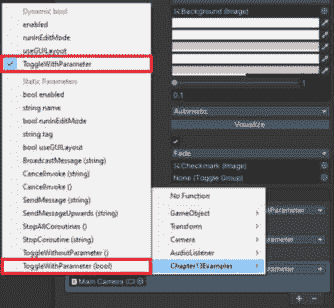 Dynamic bool
enabled
runInEditMode
useGUILayout
ToggleWithParameter
Static Parameters
bool enabled
string name
bool runInEditMode
string tag
bool useGUILayout
BroadcastMessage (string)
CancelInvoke (string)
CancelInvoke ()
SendMessage (string)
SendMessageUpwards (string)
StopAllCoroutines ()
StopCoroutine (string)
ToggleWithoutParameter ()
ToggleWithParameter (bool)
No Function
GameObject
Transform
Camera
AudioListener
Chapter13Examples
Background (Image)
1
0.1
Automatic
Visualize
Fade
Checkmark (Image)
None (Toggle Group)
Parameter
Parameter
Main Camera (C